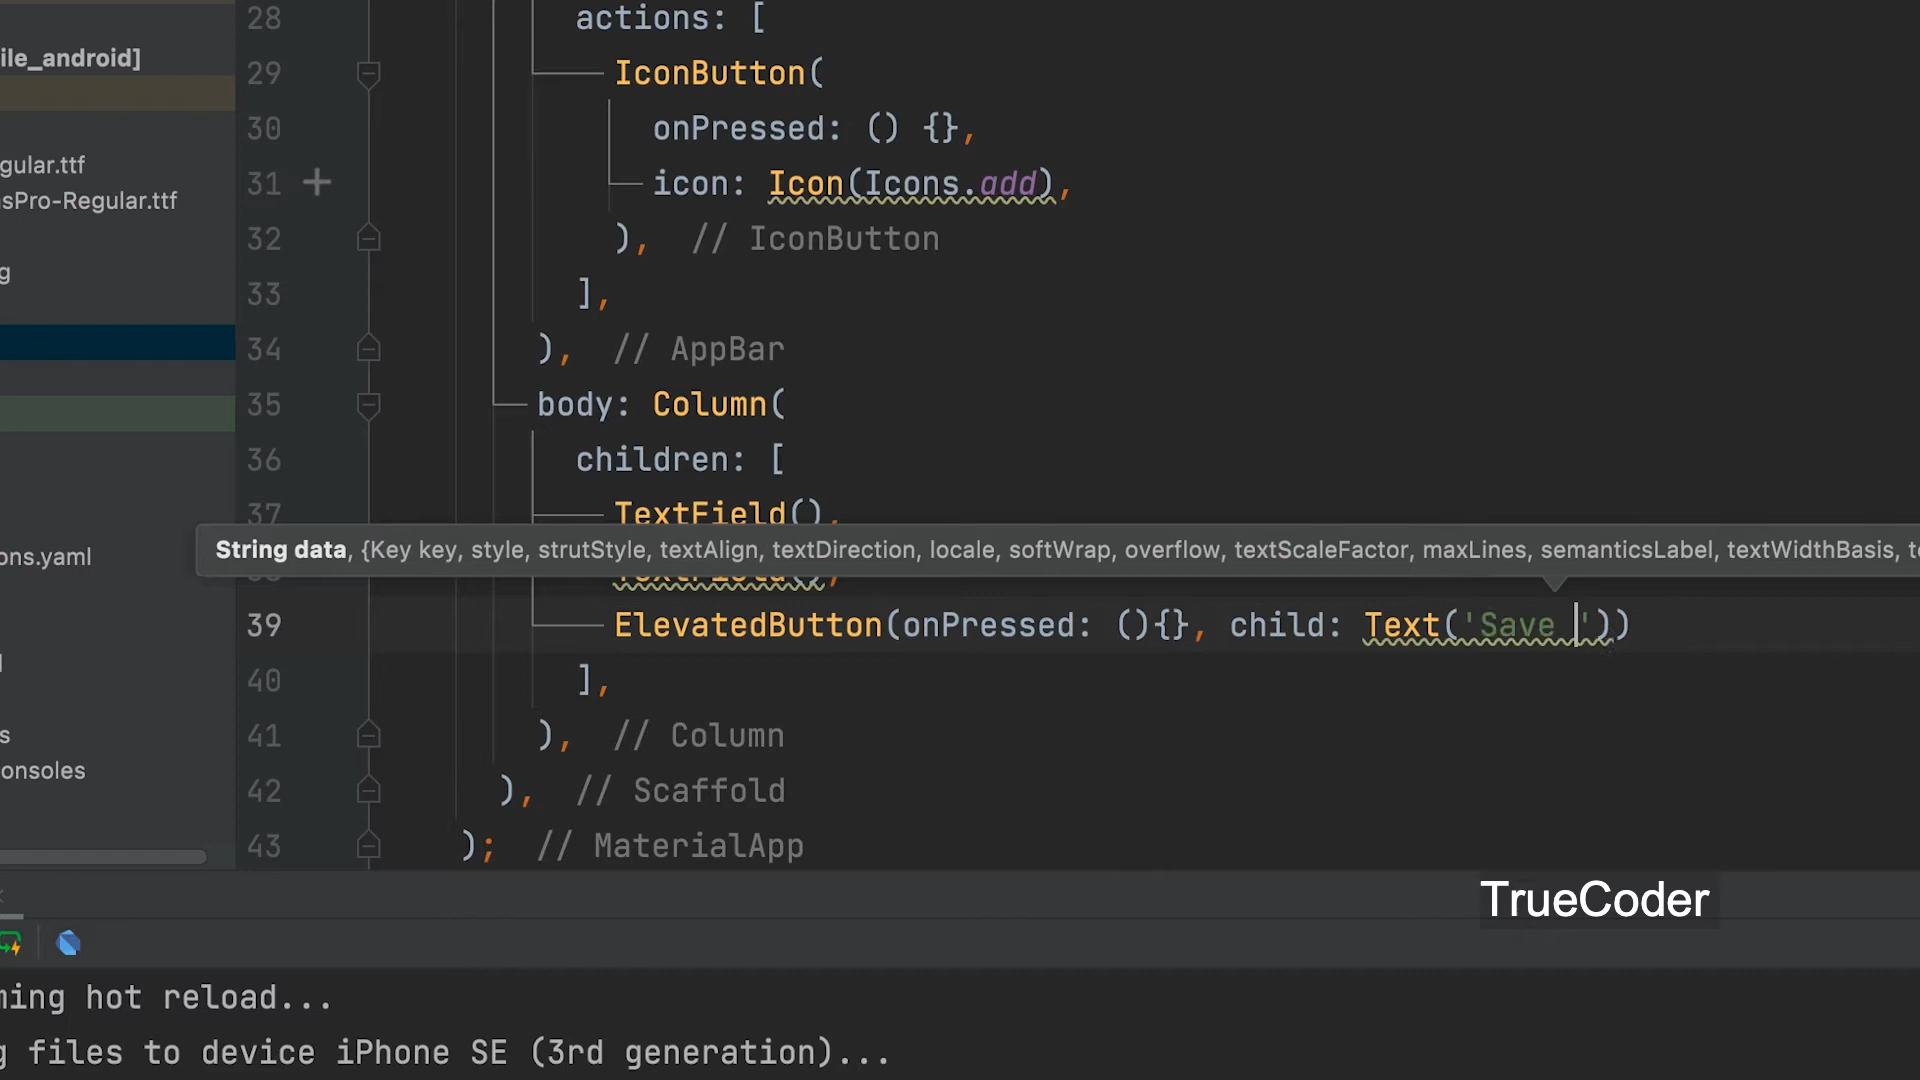 28 actions: [
ile_android]
29 IconButton(
30 onPressed: () {},
gular.ttf
31 icon: Icon(Icons.add),
sPro-Regular.ttf
32 ), // IconButton
g
33 ],
34 ), // AppBar
35 body: Column(
36 children: [
37 TextField(),
String data, {Key key, style, strutStyle, textAlign, textDirection, locale, softWrap, overflow, textScaleFactor, maxLines, semanticsLabel, textWidthBasis, te
ons.yaml
TextField(),
39 ElevatedButton(onPressed: (){}, child: Text('Save '))
40 ],
s
41 ), // Column
onsoles
42 ), // Scaffold
43 ); // MaterialApp
TrueCoder
ming hot reload...
g files to device iPhone SE (3rd generation)...